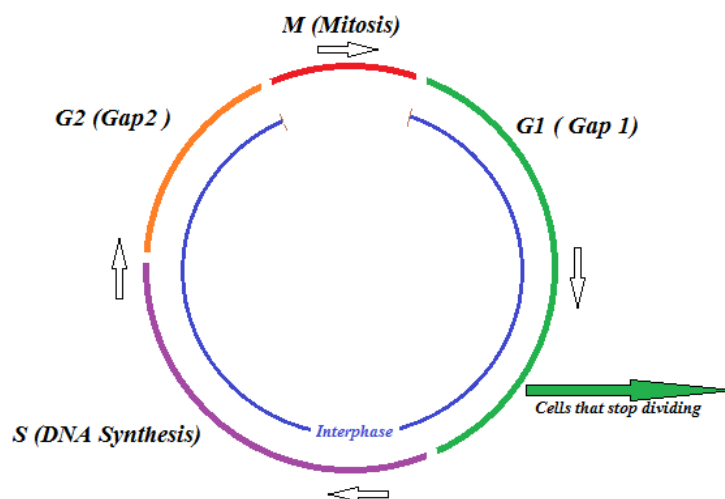 M (Mitosis)
G2 (Gap2 )
G1 ( Gap 1)
Cells that stop dividing
S (DNA Synthesis)
Interphase